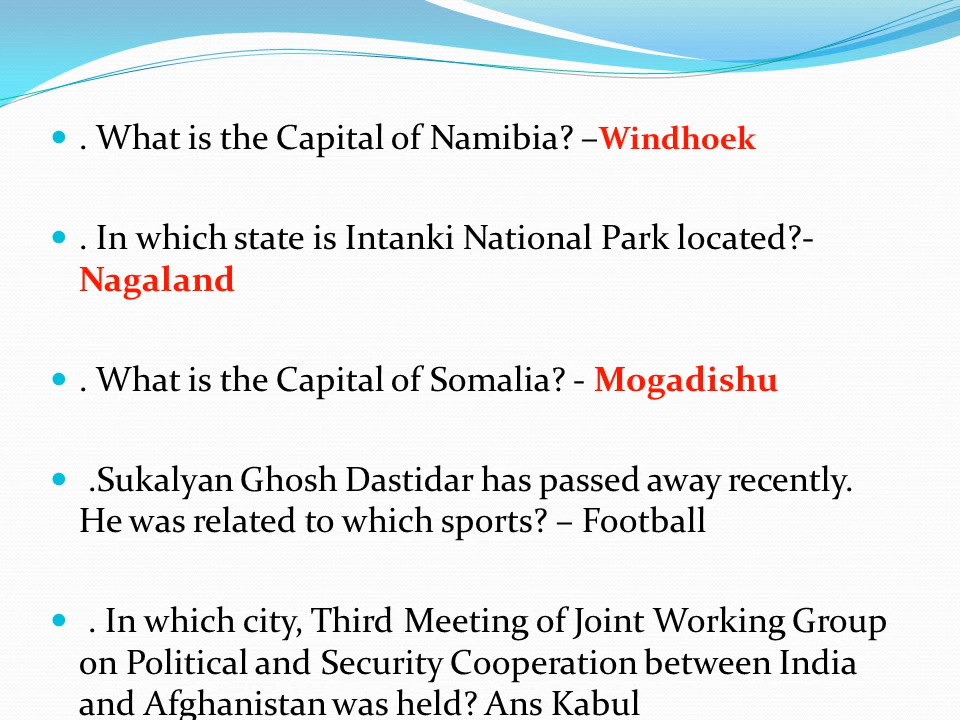 . What is the Capital of Namibia? –Windhoek
. In which state is Intanki National Park located?-
Nagaland
. What is the Capital of Somalia? - Mogadishu
.Sukalyan Ghosh Dastidar has passed away recently.
He was related to which sports? – Football
. In which city, Third Meeting of Joint Working Group
on Political and Security Cooperation between India
and Afghanistan was held? Ans Kabul